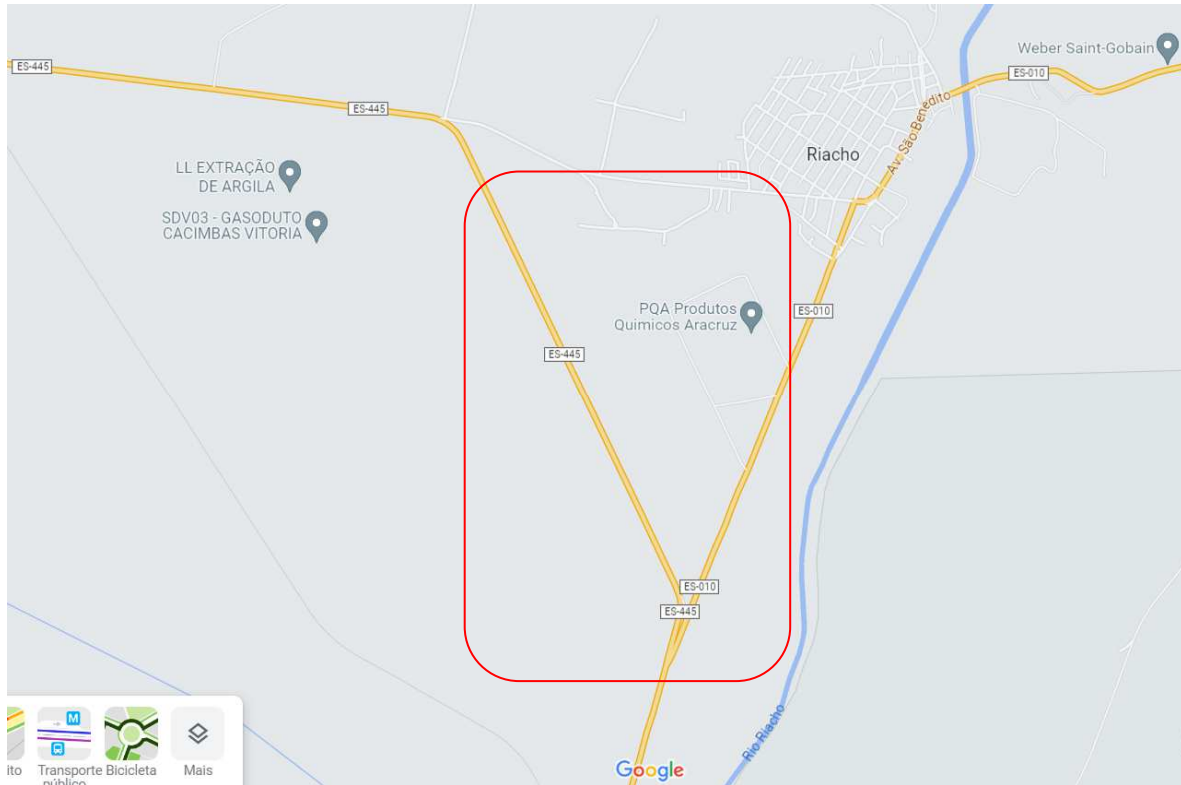 Weber Saint-Gobain
ES-445
ES-010
ES-445
Av. São Benedito
Riacho
LL EXTRAÇÃO
DE ARGILA
SDV03 - GASODUTO
CACIMBAS VITORIA
PQA Produtos
Quimicos Aracruz
ES-010
ES-445
ES-010
ES-445
Rio Riacho
M
ito
Transporte
público
Bicicleta
Mais
Google